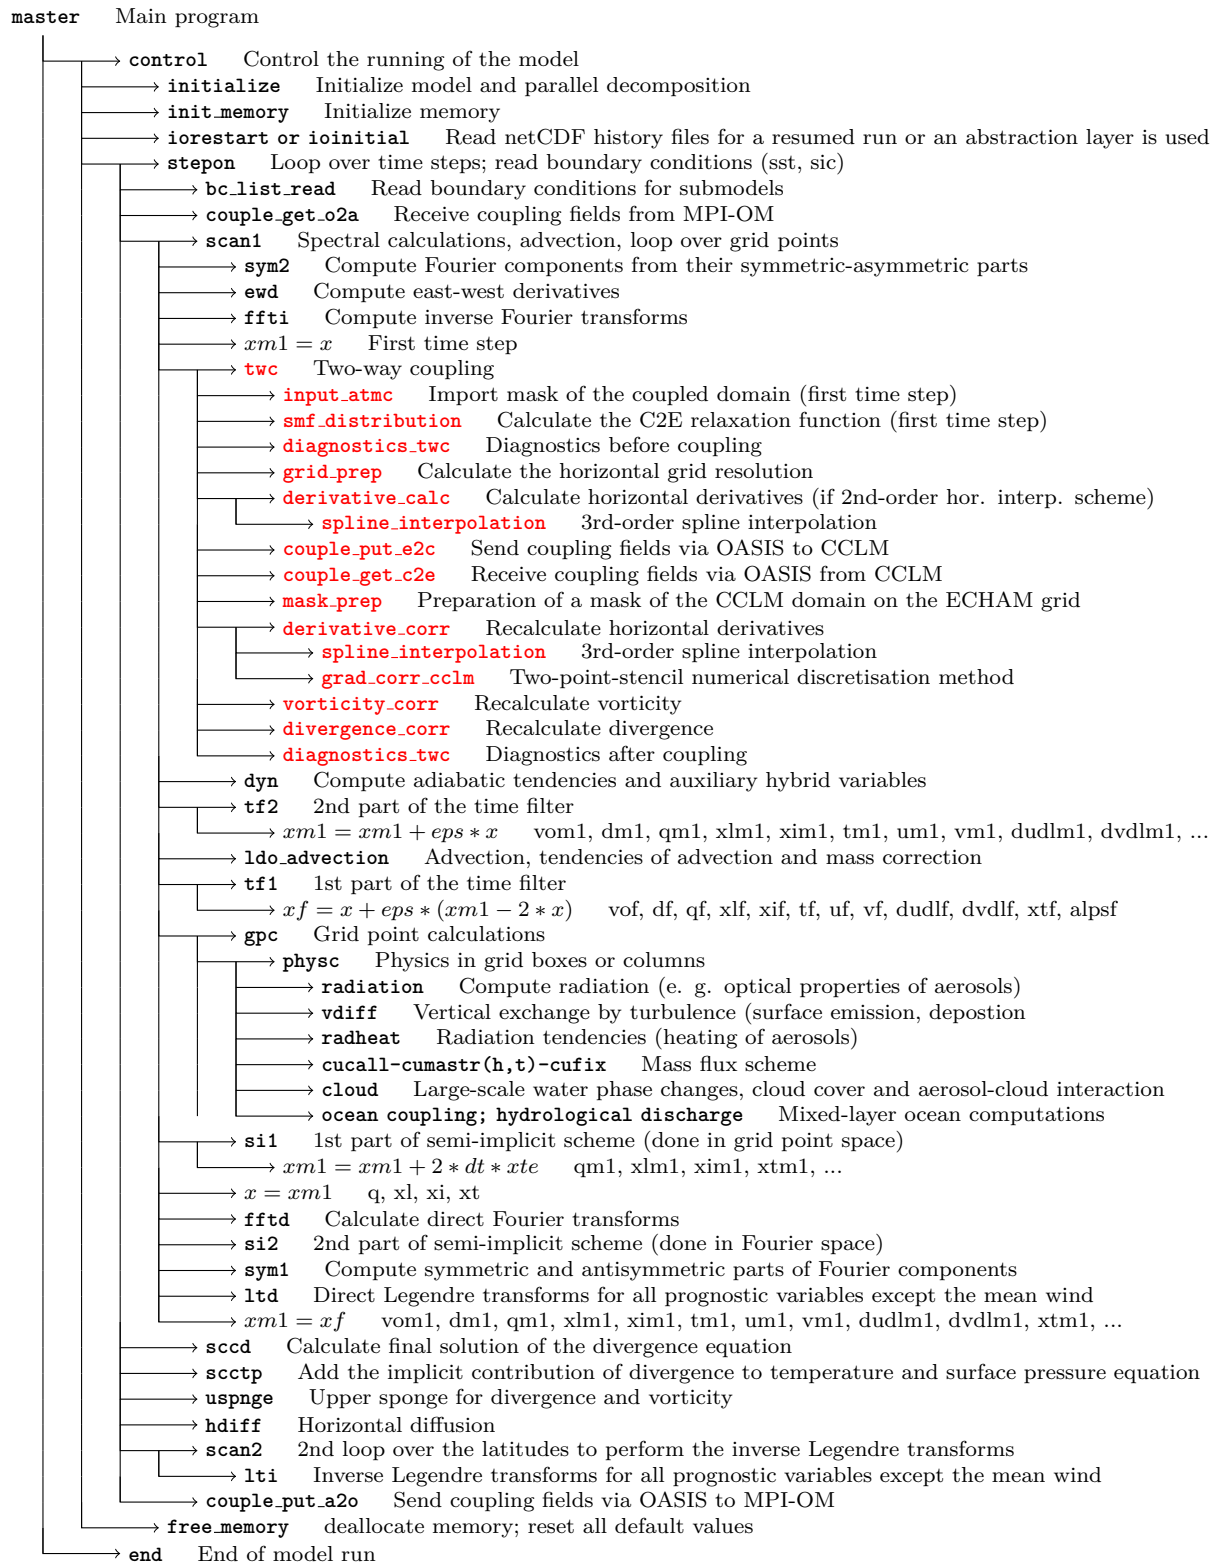 master Main program
control Control the running of the model
initialize Initialize model and parallel decomposition
init_memory Initialize memory
iorestart or ioinitial Read netCDF history files for a resumed run or an abstraction layer is used
stepon Loop over time steps; read boundary conditions (sst, sic)
bc_list_read Read boundary conditions for submodels
couple_get_o2a Receive coupling fields from MPI-OM
scan1 Spectral calculations, advection, loop over grid points
sym2 Compute Fourier components from their symmetric-asymmetric parts
ewd Compute east-west derivatives
ffti Compute inverse Fourier transforms
xm1 = x First time step
twc Two-way coupling
input_atmc Import mask of the coupled domain (first time step)
smf_distribution Calculate the C2E relaxation function (first time step)
diagnostics_twc Diagnostics before coupling
grid_prep Calculate the horizontal grid resolution
derivative_calc Calculate horizontal derivatives (if 2nd-order hor. interp. scheme)
spline_interpolation 3rd-order spline interpolation
couple_put_e2c Send coupling fields via OASIS to CCLM
couple_get_c2e Receive coupling fields via OASIS from CCLM
mask_prep Preparation of a mask of the CCLM domain on the ECHAM grid
derivative_corr Recalculate horizontal derivatives
spline_interpolation 3rd-order spline interpolation
grad_corr_cclm Two-point-stencil numerical discretisation method
vorticity_corr Recalculate vorticity
divergence_corr Recalculate divergence
diagnostics_twc Diagnostics after coupling
dyn Compute adiabatic tendencies and auxiliary hybrid variables
tf2 2nd part of the time filter
xm1 = xm1 + eps ∗ x vom1, dm1, qm1, xlm1, xim1, tm1, um1, vm1, dudlm1, dvdlm1, ...
ldo_advection Advection, tendencies of advection and mass correction
tf1 1st part of the time filter
xf = x + eps ∗ (xm1 − 2 ∗ x) vof, df, qf, xlf, xif, tf, uf, vf, dudlf, dvdlf, xtf, alpsf
gpc Grid point calculations
physc Physics in grid boxes or columns
radiation Compute radiation (e. g. optical properties of aerosols)
vdiff Vertical exchange by turbulence (surface emission, depostion
radheat Radiation tendencies (heating of aerosols)
cucall-cumastr(h,t)-cufix Mass flux scheme
cloud Large-scale water phase changes, cloud cover and aerosol-cloud interaction
ocean coupling; hydrological discharge Mixed-layer ocean computations
si1 1st part of semi-implicit scheme (done in grid point space)
xm1 = xm1 + 2 ∗ dt ∗ xte qm1, xlm1, xim1, xtm1, ...
x = xm1 q, xl, xi, xt
fftd Calculate direct Fourier transforms
si2 2nd part of semi-implicit scheme (done in Fourier space)
sym1 Compute symmetric and antisymmetric parts of Fourier components
ltd Direct Legendre transforms for all prognostic variables except the mean wind
xm1 = xf vom1, dm1, qm1, xlm1, xim1, tm1, um1, vm1, dudlm1, dvdlm1, xtm1, ...
sccd Calculate final solution of the divergence equation
scctp Add the implicit contribution of divergence to temperature and surface pressure equation
uspnge Upper sponge for divergence and vorticity
hdiff Horizontal diffusion
scan2 2nd loop over the latitudes to perform the inverse Legendre transforms
lti Inverse Legendre transforms for all prognostic variables except the mean wind
couple_put_a2o Send coupling fields via OASIS to MPI-OM
free_memory deallocate memory; reset all default values
end End of model run